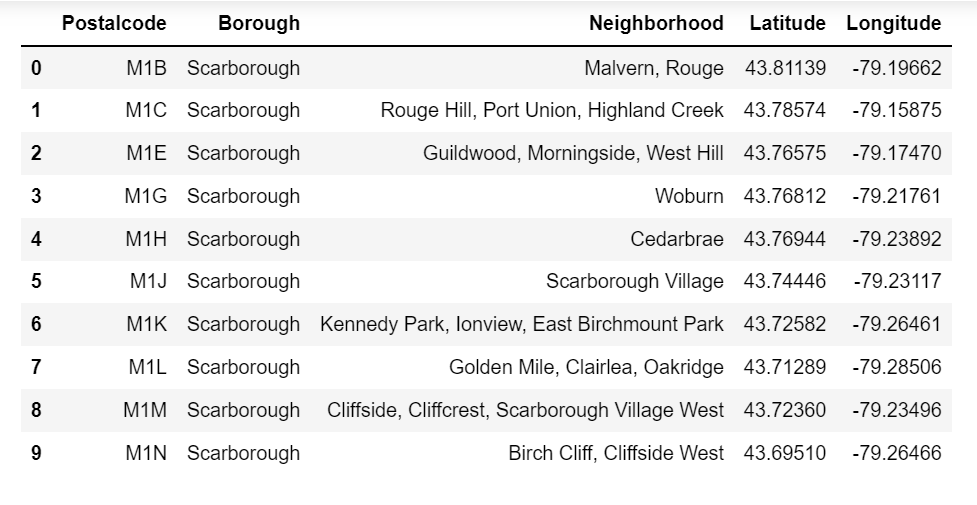 Postalcode Borough Neighborhood Latitude Longitude
0 M1B Scarborough Malvern, Rouge 43.81139 -79.19662
1 M1C Scarborough Rouge Hill, Port Union, Highland Creek 43.78574 -79.15875
2 M1E Scarborough Guildwood, Morningside, West Hill 43.76575 -79.17470
3 M1G Scarborough Woburn 43.76812 -79.21761
4 M1H Scarborough Cedarbrae 43.76944 -79.23892
5 M1J Scarborough Scarborough Village 43.74446 -79.23117
6 M1K Scarborough Kennedy Park, Ionview, East Birchmount Park 43.72582 -79.26461
7 M1L Scarborough Golden Mile, Clairlea, Oakridge 43.71289 -79.28506
8 M1M Scarborough Cliffside, Cliffcrest, Scarborough Village West 43.72360 -79.23496
9 M1N Scarborough Birch Cliff, Cliffside West 43.69510 -79.26466